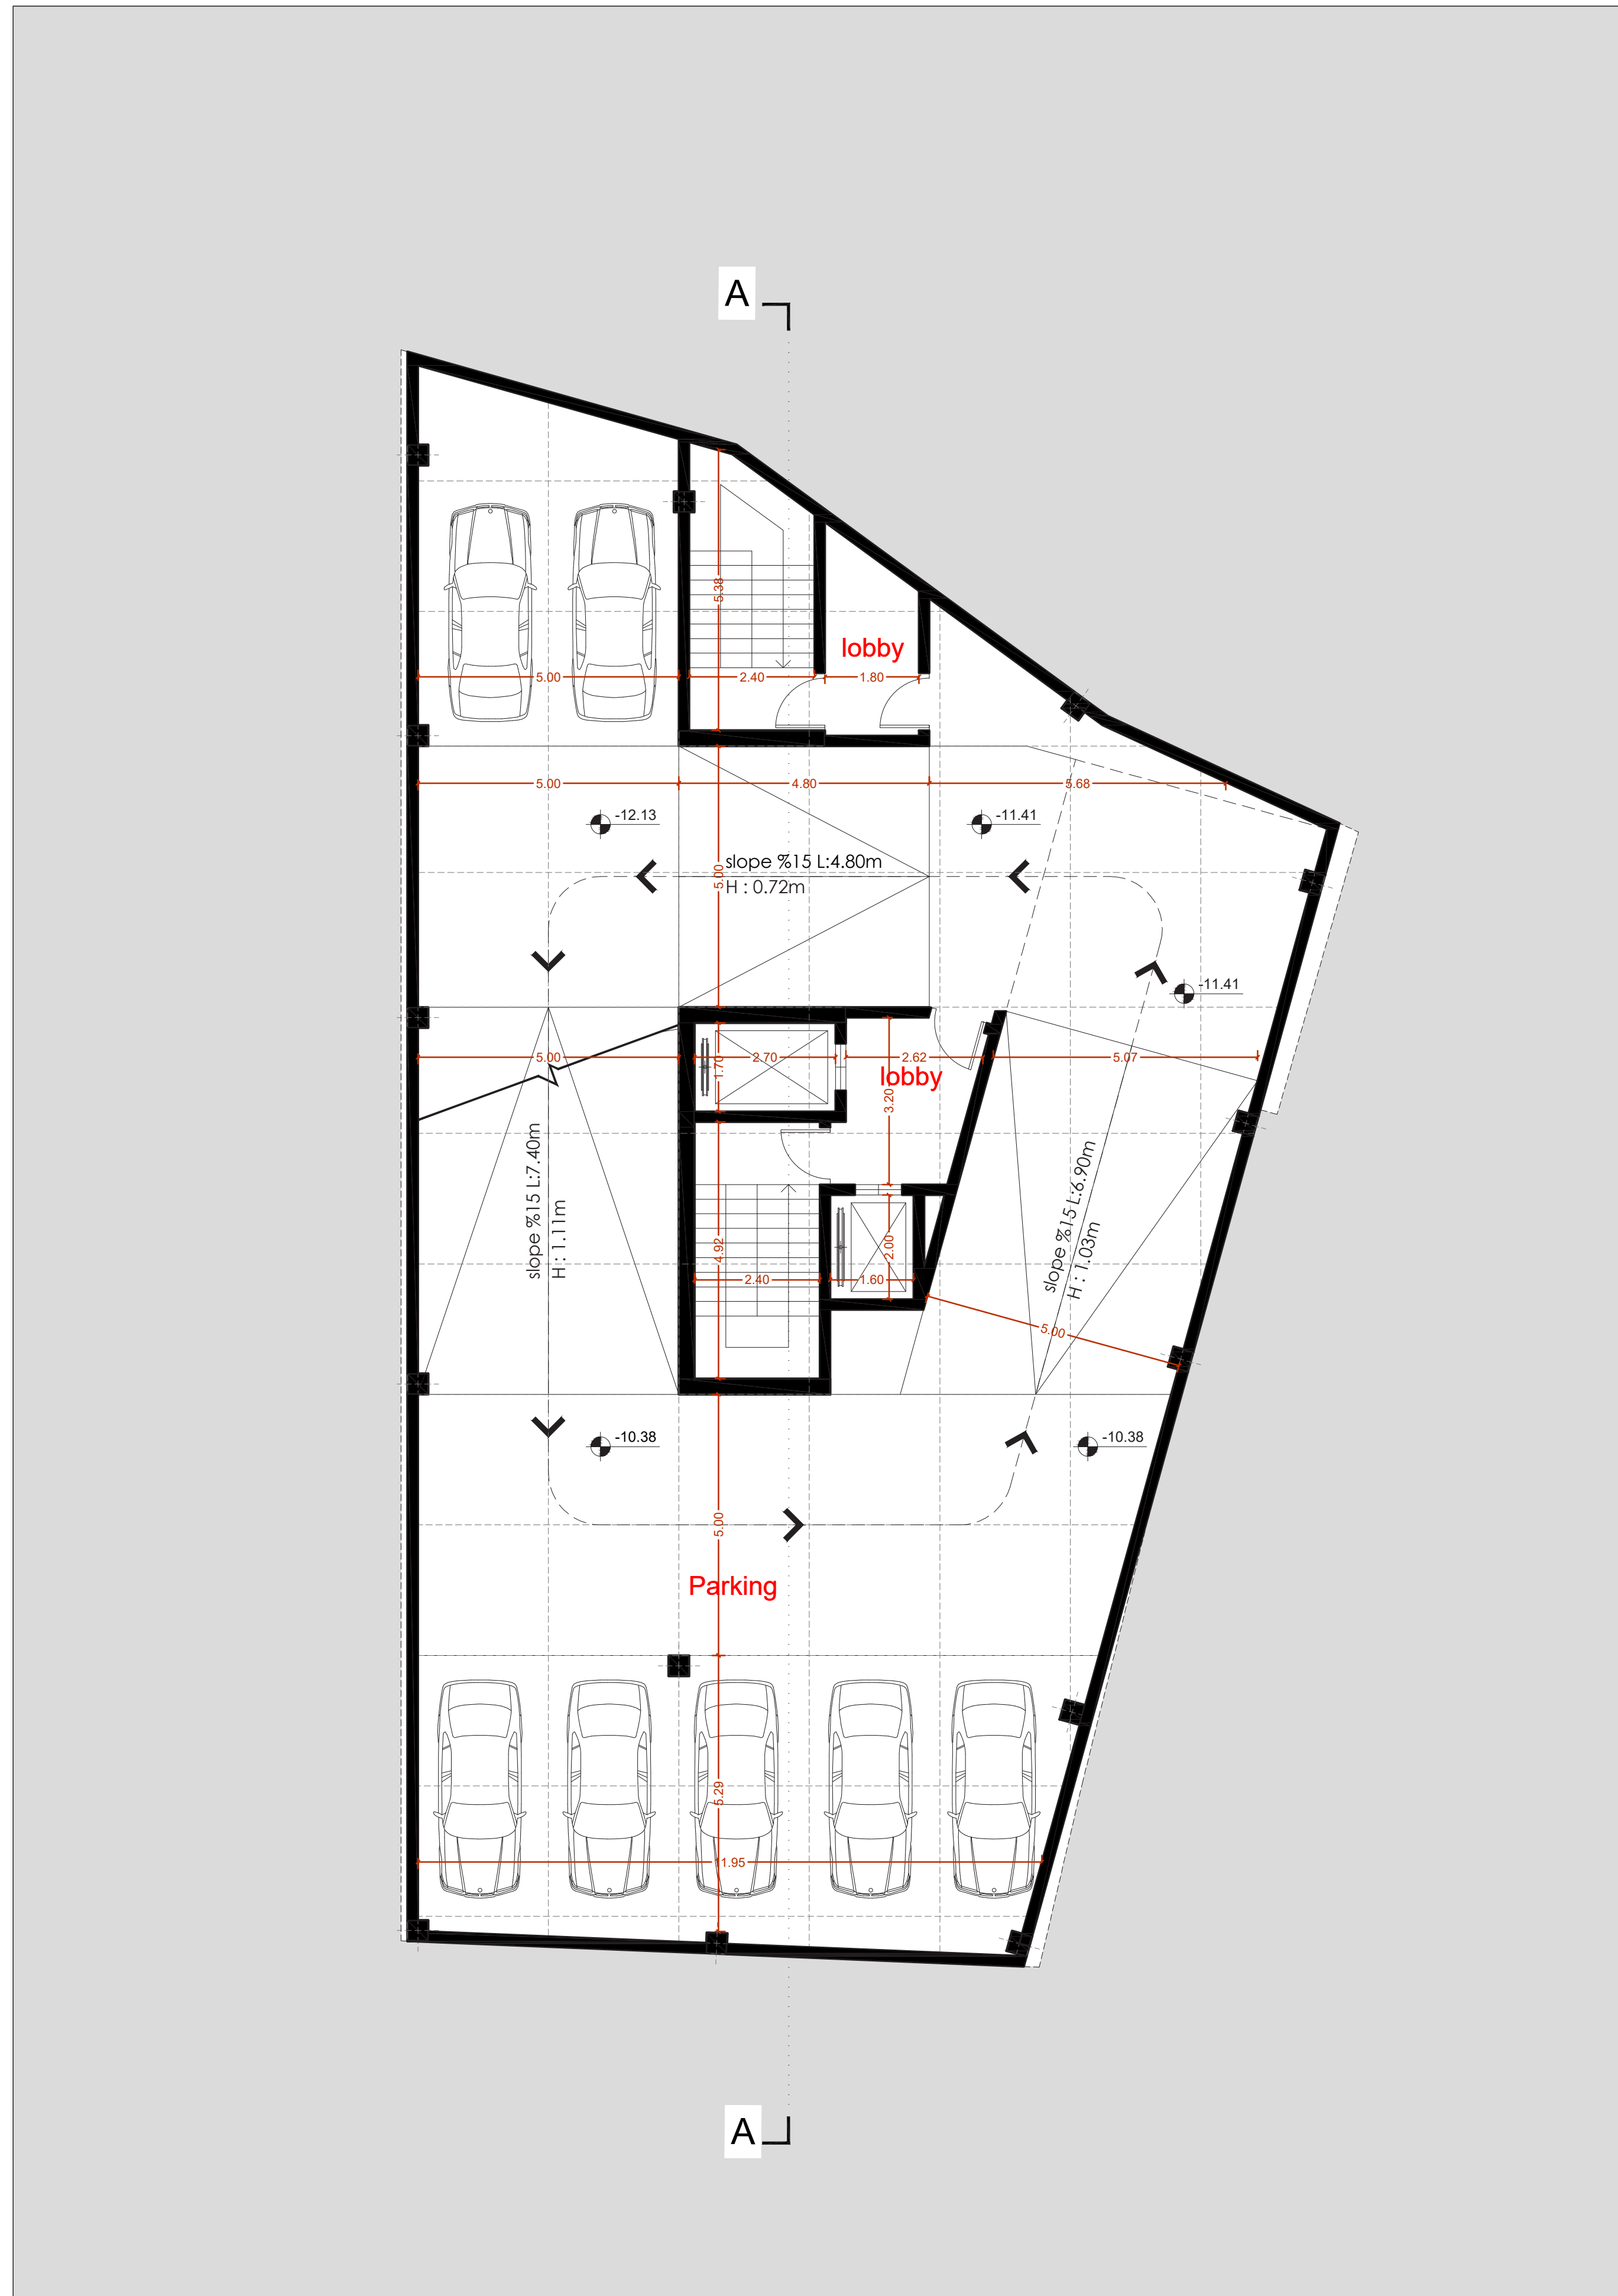 A
5.38
lobby
5.00
2.40
1.80
5.00
4.80
5.68
-12.13
-11.41
slope %15 L:4.80m
5.00
H : 0.72m
-11.41
5.00
2.70
1.70
2.62
5.07
lobby
3.20
slope %15 L:7.40m
H : 1.11m
slope %15 L:6.90m
H : 1.03m
4.92
2.00
2.40
1.60
5.00
-10.38
-10.38
5.00
Parking
5.29
11.95
A